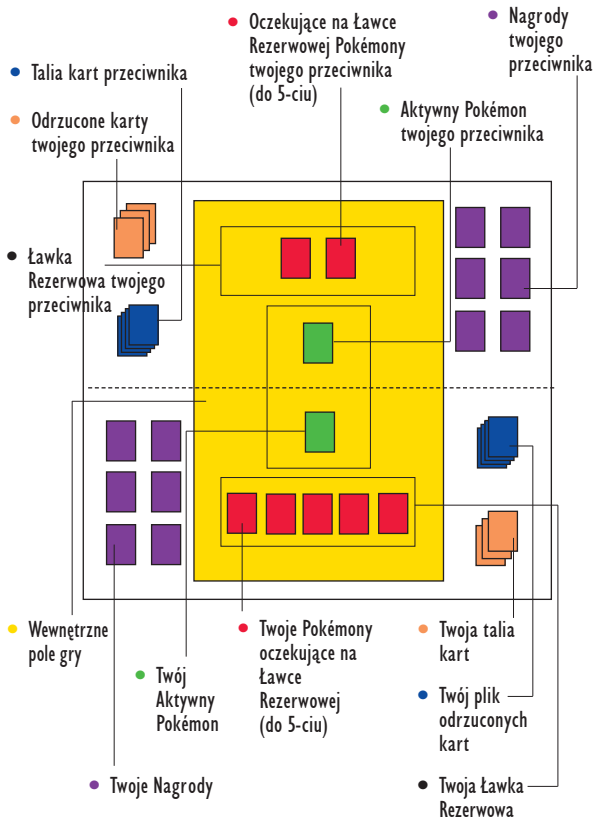 Oczekujące na Ławce
Rezerwowej Pokémony
twojego przeciwnika
(do 5-ciu)
Nagrody
twojego
przeciwnika
Talia kart przeciwnika
Odrzucone karty
twojego przeciwnika
Aktywny Pokémon
twojego przeciwnika
Ławka
Rezerwowa twojego
przeciwnika
Wewnętrzne
pole gry
Twój
Aktywny
Pokémon
Twoje Pokémony
oczekujące na
Ławce
Rezerwowej
(do 5-ciu)
Twoja talia
kart
Twój plik
odrzuconych
kart
Twoje Nagrody
Twoja Ławka
Rezerwowa